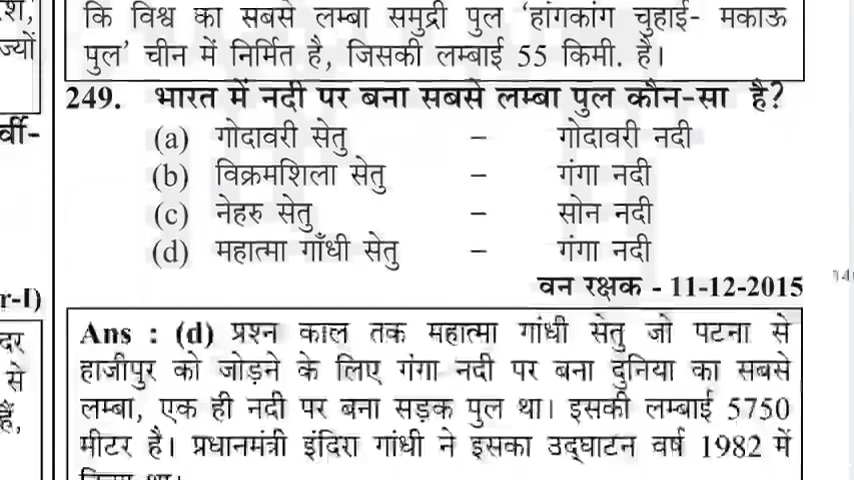 कि विश्व का सबसे लम्बा समुद्री पुल 'हांगकांग चुहाई- मकाऊ
पुल' चीन में निर्मित है, जिसकी लम्बाई 55 किमी. है।
249. भारत में नदी पर बना सबसे लम्बा पुल कौन-सा है?
(a) गोदावरी सेतु – गोदावरी नदी
(b) विक्रमशिला सेतु – गंगा नदी
(c) नेहरु सेतु – सोन नदी
(d) महात्मा गाँधी सेतु – गंगा नदी
वन रक्षक - 11-12-2015
Ans : (d) प्रश्न काल तक महात्मा गांधी सेतु जो पटना से
हाजीपुर को जोड़ने के लिए गंगा नदी पर बना दुनिया का सबसे
लम्बा, एक ही नदी पर बना सड़क पुल था। इसकी लम्बाई 5750
मीटर है। प्रधानमंत्री इंदिरा गांधी ने इसका उद्घाटन वर्ष 1982 में
ज्यों
r-I)
से